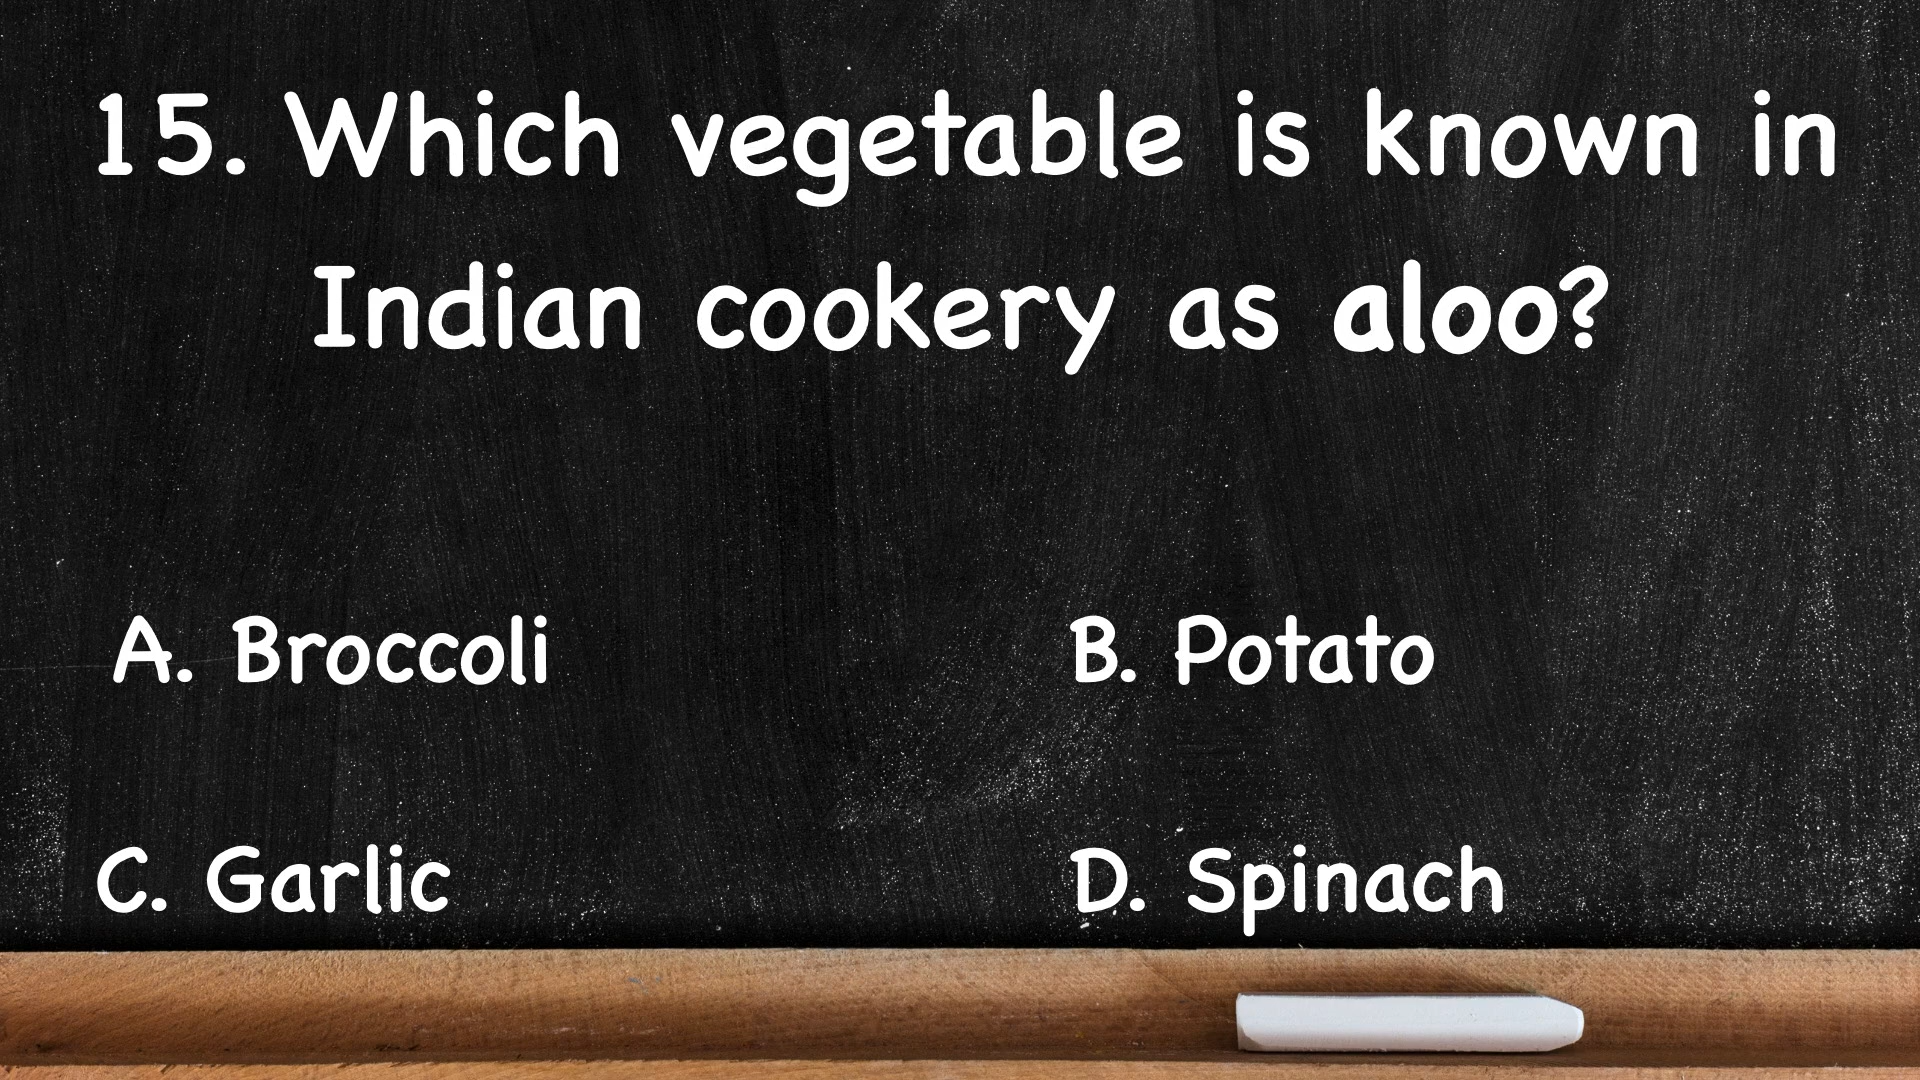 15. Which vegetable is known in
Indian cookery as aloo?
A. Broccoli
B. Potato
C. Garlic
D. Spinach